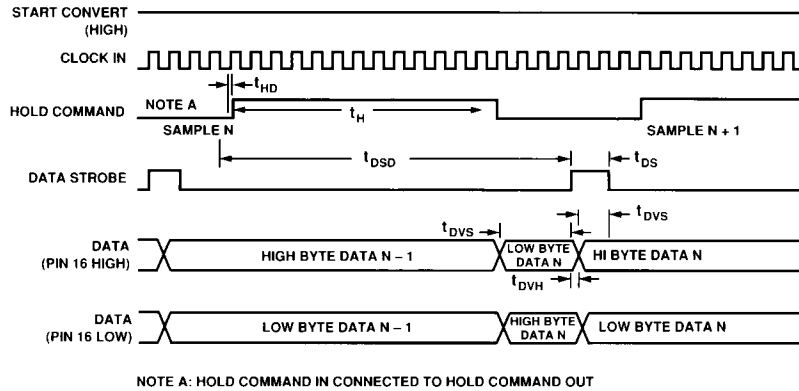 START CONVERT
(HIGH)
CLOCK IN
tHD
HOLD COMMAND
NOTE A
tH
SAMPLE N
SAMPLE N + 1
tDSD
tDS
DATA STROBE
tDVS
tDVS
DATA
(PIN 16 HIGH)
HIGH BYTE DATA N – 1
LOW BYTE
DATA N
HI BYTE DATA N
tDVH
DATA
(PIN 16 LOW)
LOW BYTE DATA N – 1
HIGH BYTE
DATA N
LOW BYTE DATA N
NOTE A: HOLD COMMAND IN CONNECTED TO HOLD COMMAND OUT